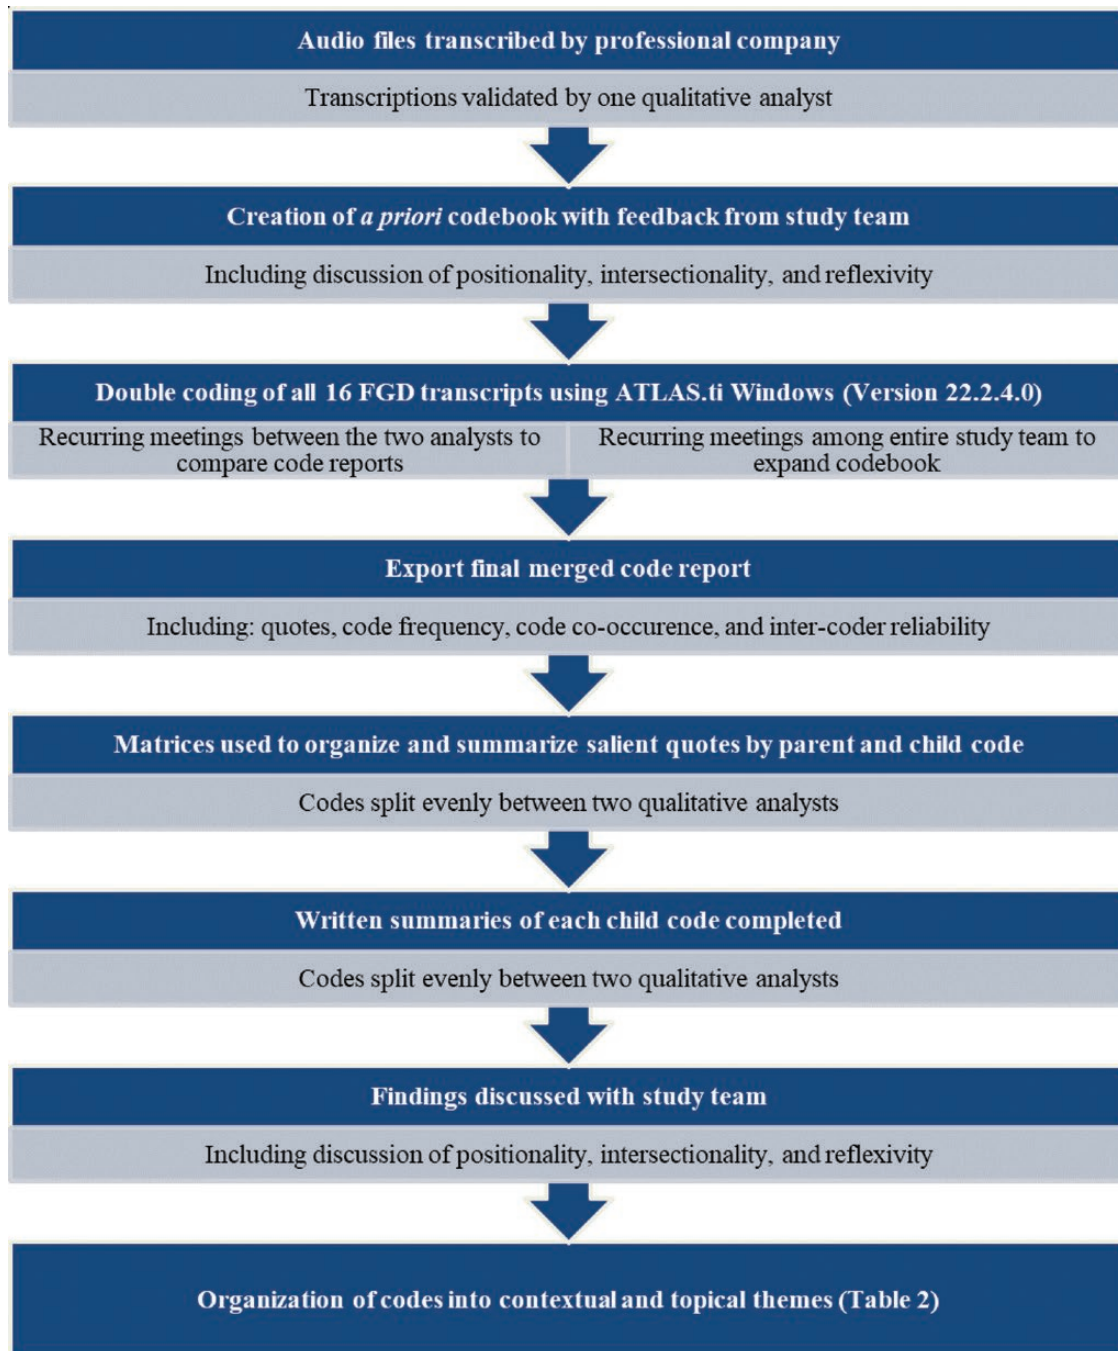 Audio files transcribed by professional company
Transcriptions validated by one qualitative analyst
Creation of a priori codebook with feedback from study team
Including discussion of positionality, intersectionality, and reflexivity
Double coding of all 16 FGD transcripts using ATLAS.ti Windows (Version 22.2.4.0)
Recurring meetings between the two analysts to
compare code reports
Recurring meetings among entire study team to
expand codebook
Export final merged code report
Including: quotes, code frequency, code co-occurence, and inter-coder reliability
Matrices used to organize and summarize salient quotes by parent and child code
Codes split evenly between two qualitative analysts
Written summaries of each child code completed
Codes split evenly between two qualitative analysts
Findings discussed with study team
Including discussion of positionality, intersectionality, and reflexivity
Organization of codes into contextual and topical themes (Table 2)